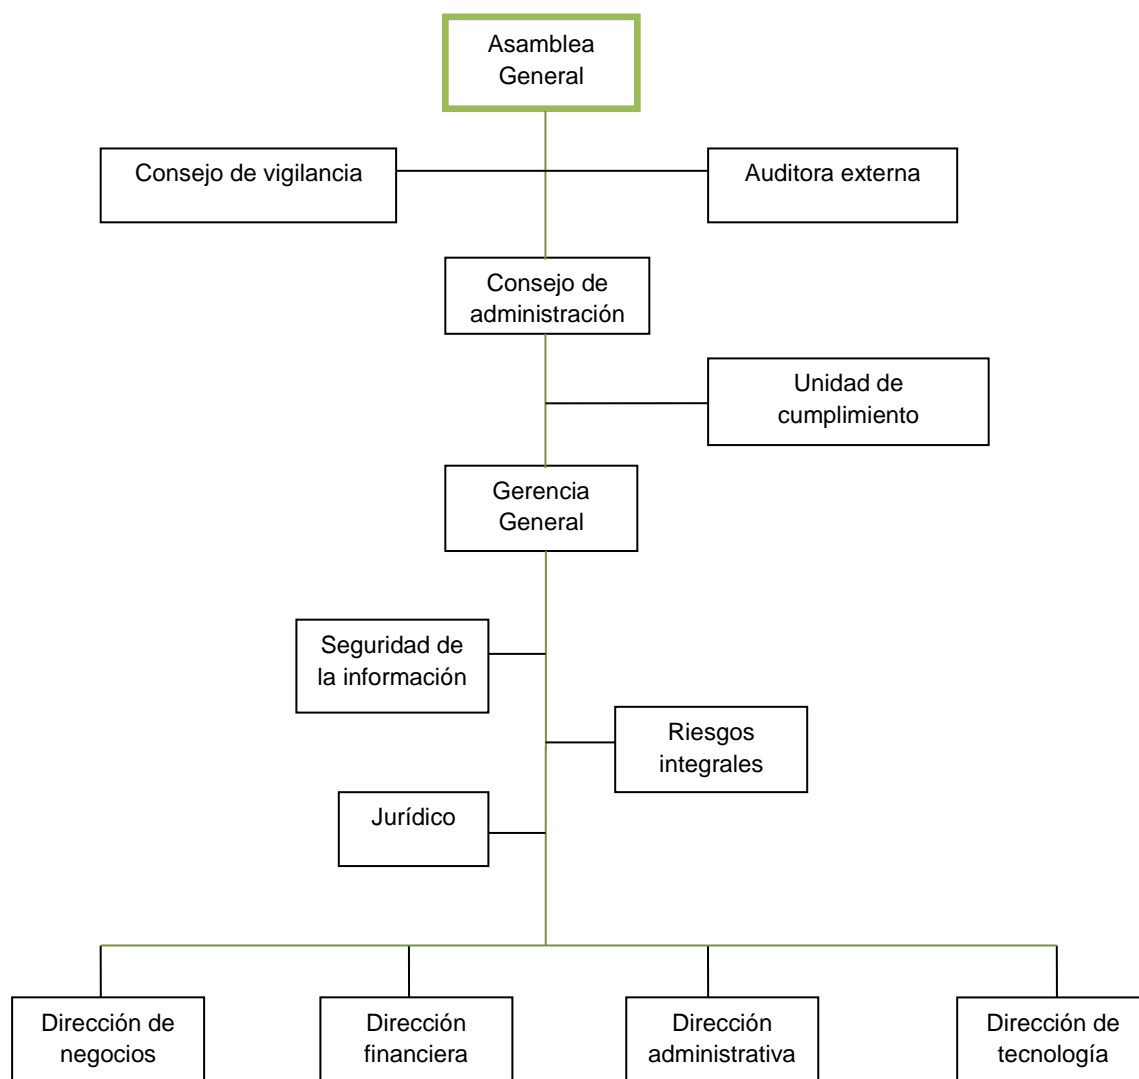 Asamblea
General
Consejo de vigilancia
Auditora externa
Consejo de
administración
Unidad de
cumplimiento
Gerencia
General
Seguridad de
la información
Riesgos
integrales
Jurídico
Dirección de
negocios
Dirección
financiera
Dirección
administrativa
Dirección de
tecnología